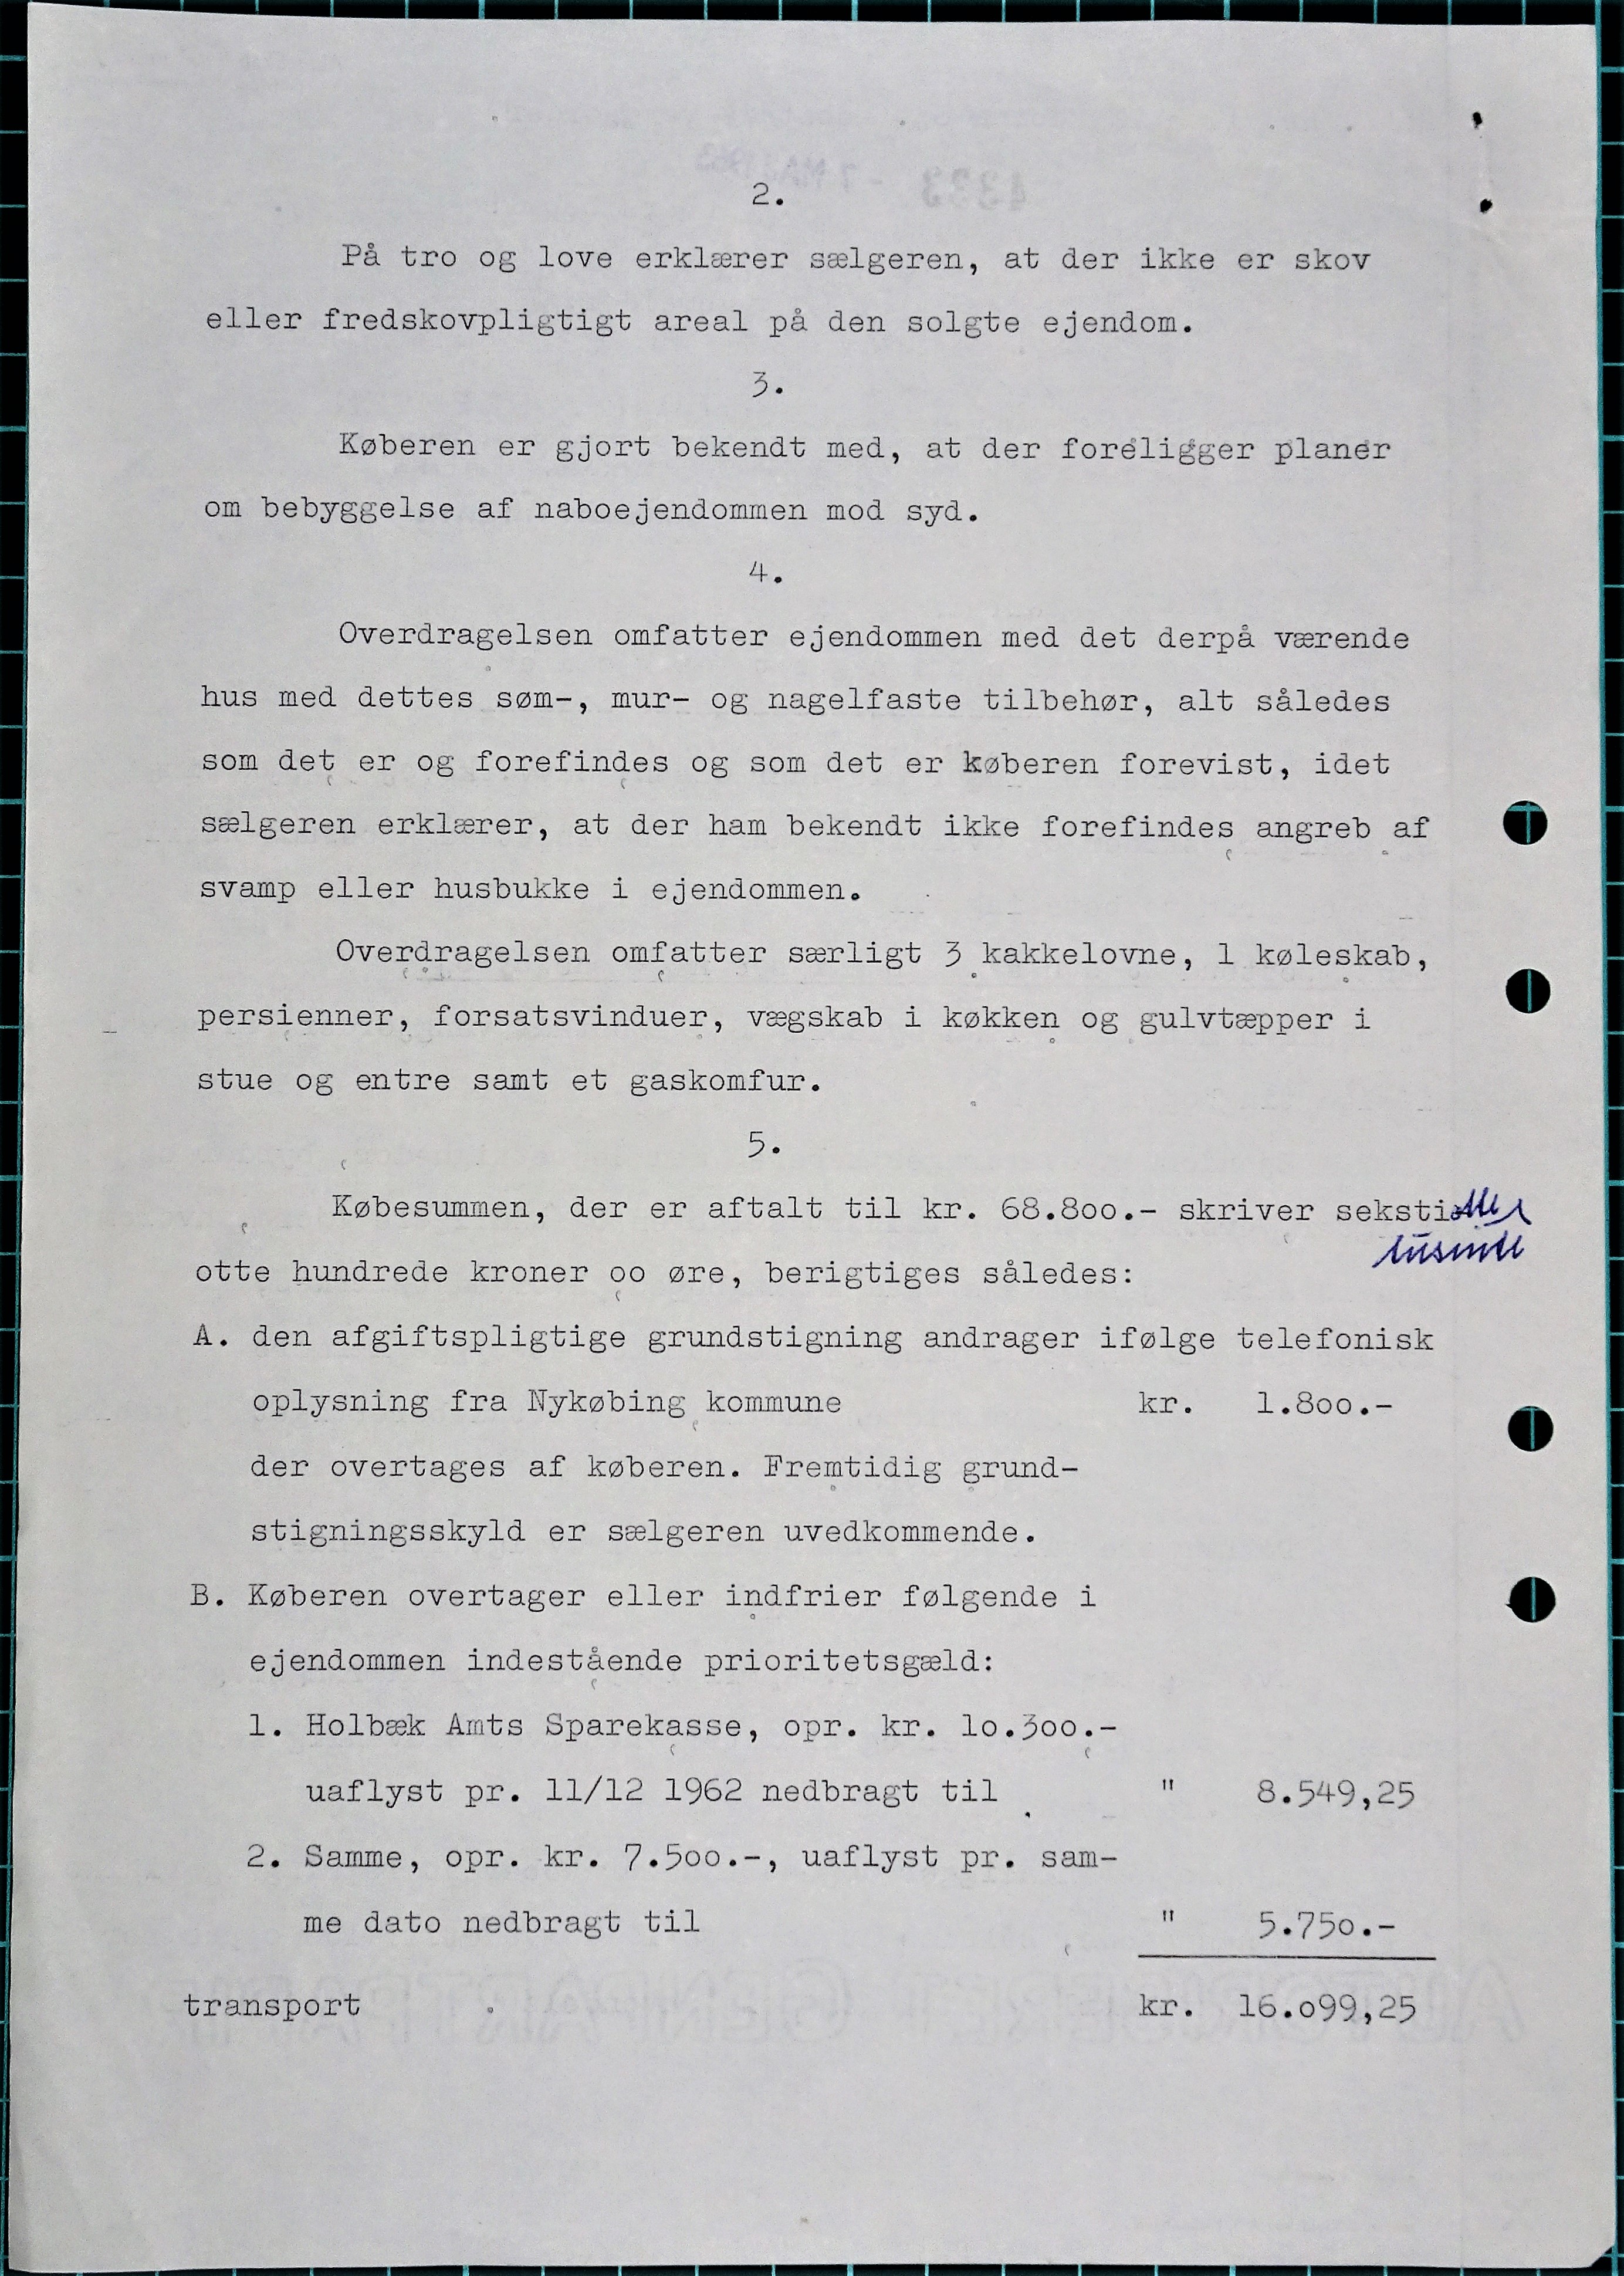 2.
På tro og love erklærer sælgeren, at der ikke er skov
eller fredskovpligtigt areal på den solgte ejendom.
3.
Køberen er gjort bekendt med, at der foreligger planer
om bebyggelse af naboejendommen mod syd.
4.
Overdragelsen omfatter ejendommen med det derpå værende
hus med dettes søm-, mur- og nagelfaste tilbehør, alt således
som det er og forefindes og som det er køberen forevist, idet
sælgeren erklærer, at der ham bekendt ikke forefindes angreb af
svamp eller husbukke i ejendommen.
Overdragelsen omfatter særligt 3 kakkelovne, 1 køleskab,
persienner, forsatsvinduer, vægskab i køkken og gulvtæpper i
stue og entre samt et gaskomfur.
5.
Købesummen, der er aftalt til kr. 68.8oo.- skriver sekstiotte
tusinde
otte hundrede kroner oo øre, berigtiges således:
A. den afgiftspligtige grundstigning andrager ifølge telefonisk
oplysning fra Nykøbing kommune kr. 1.8oo.-
der overtages af køberen. Fremtidig grund-
stigningsskyld er sælgeren uvedkommende.
B. Køberen overtager eller indfrier følgende i
ejendommen indestående prioritetsgæld:
1. Holbæk Amts Sparekasse, opr. kr. 1o.3oo.-
uaflyst pr. 11/12 1962 nedbragt til " 8.549,25
2. Samme, opr. kr. 7.5oo.-, uaflyst pr. sam-
me dato nedbragt til " 5.75o.-
transport kr. 16.o99,25